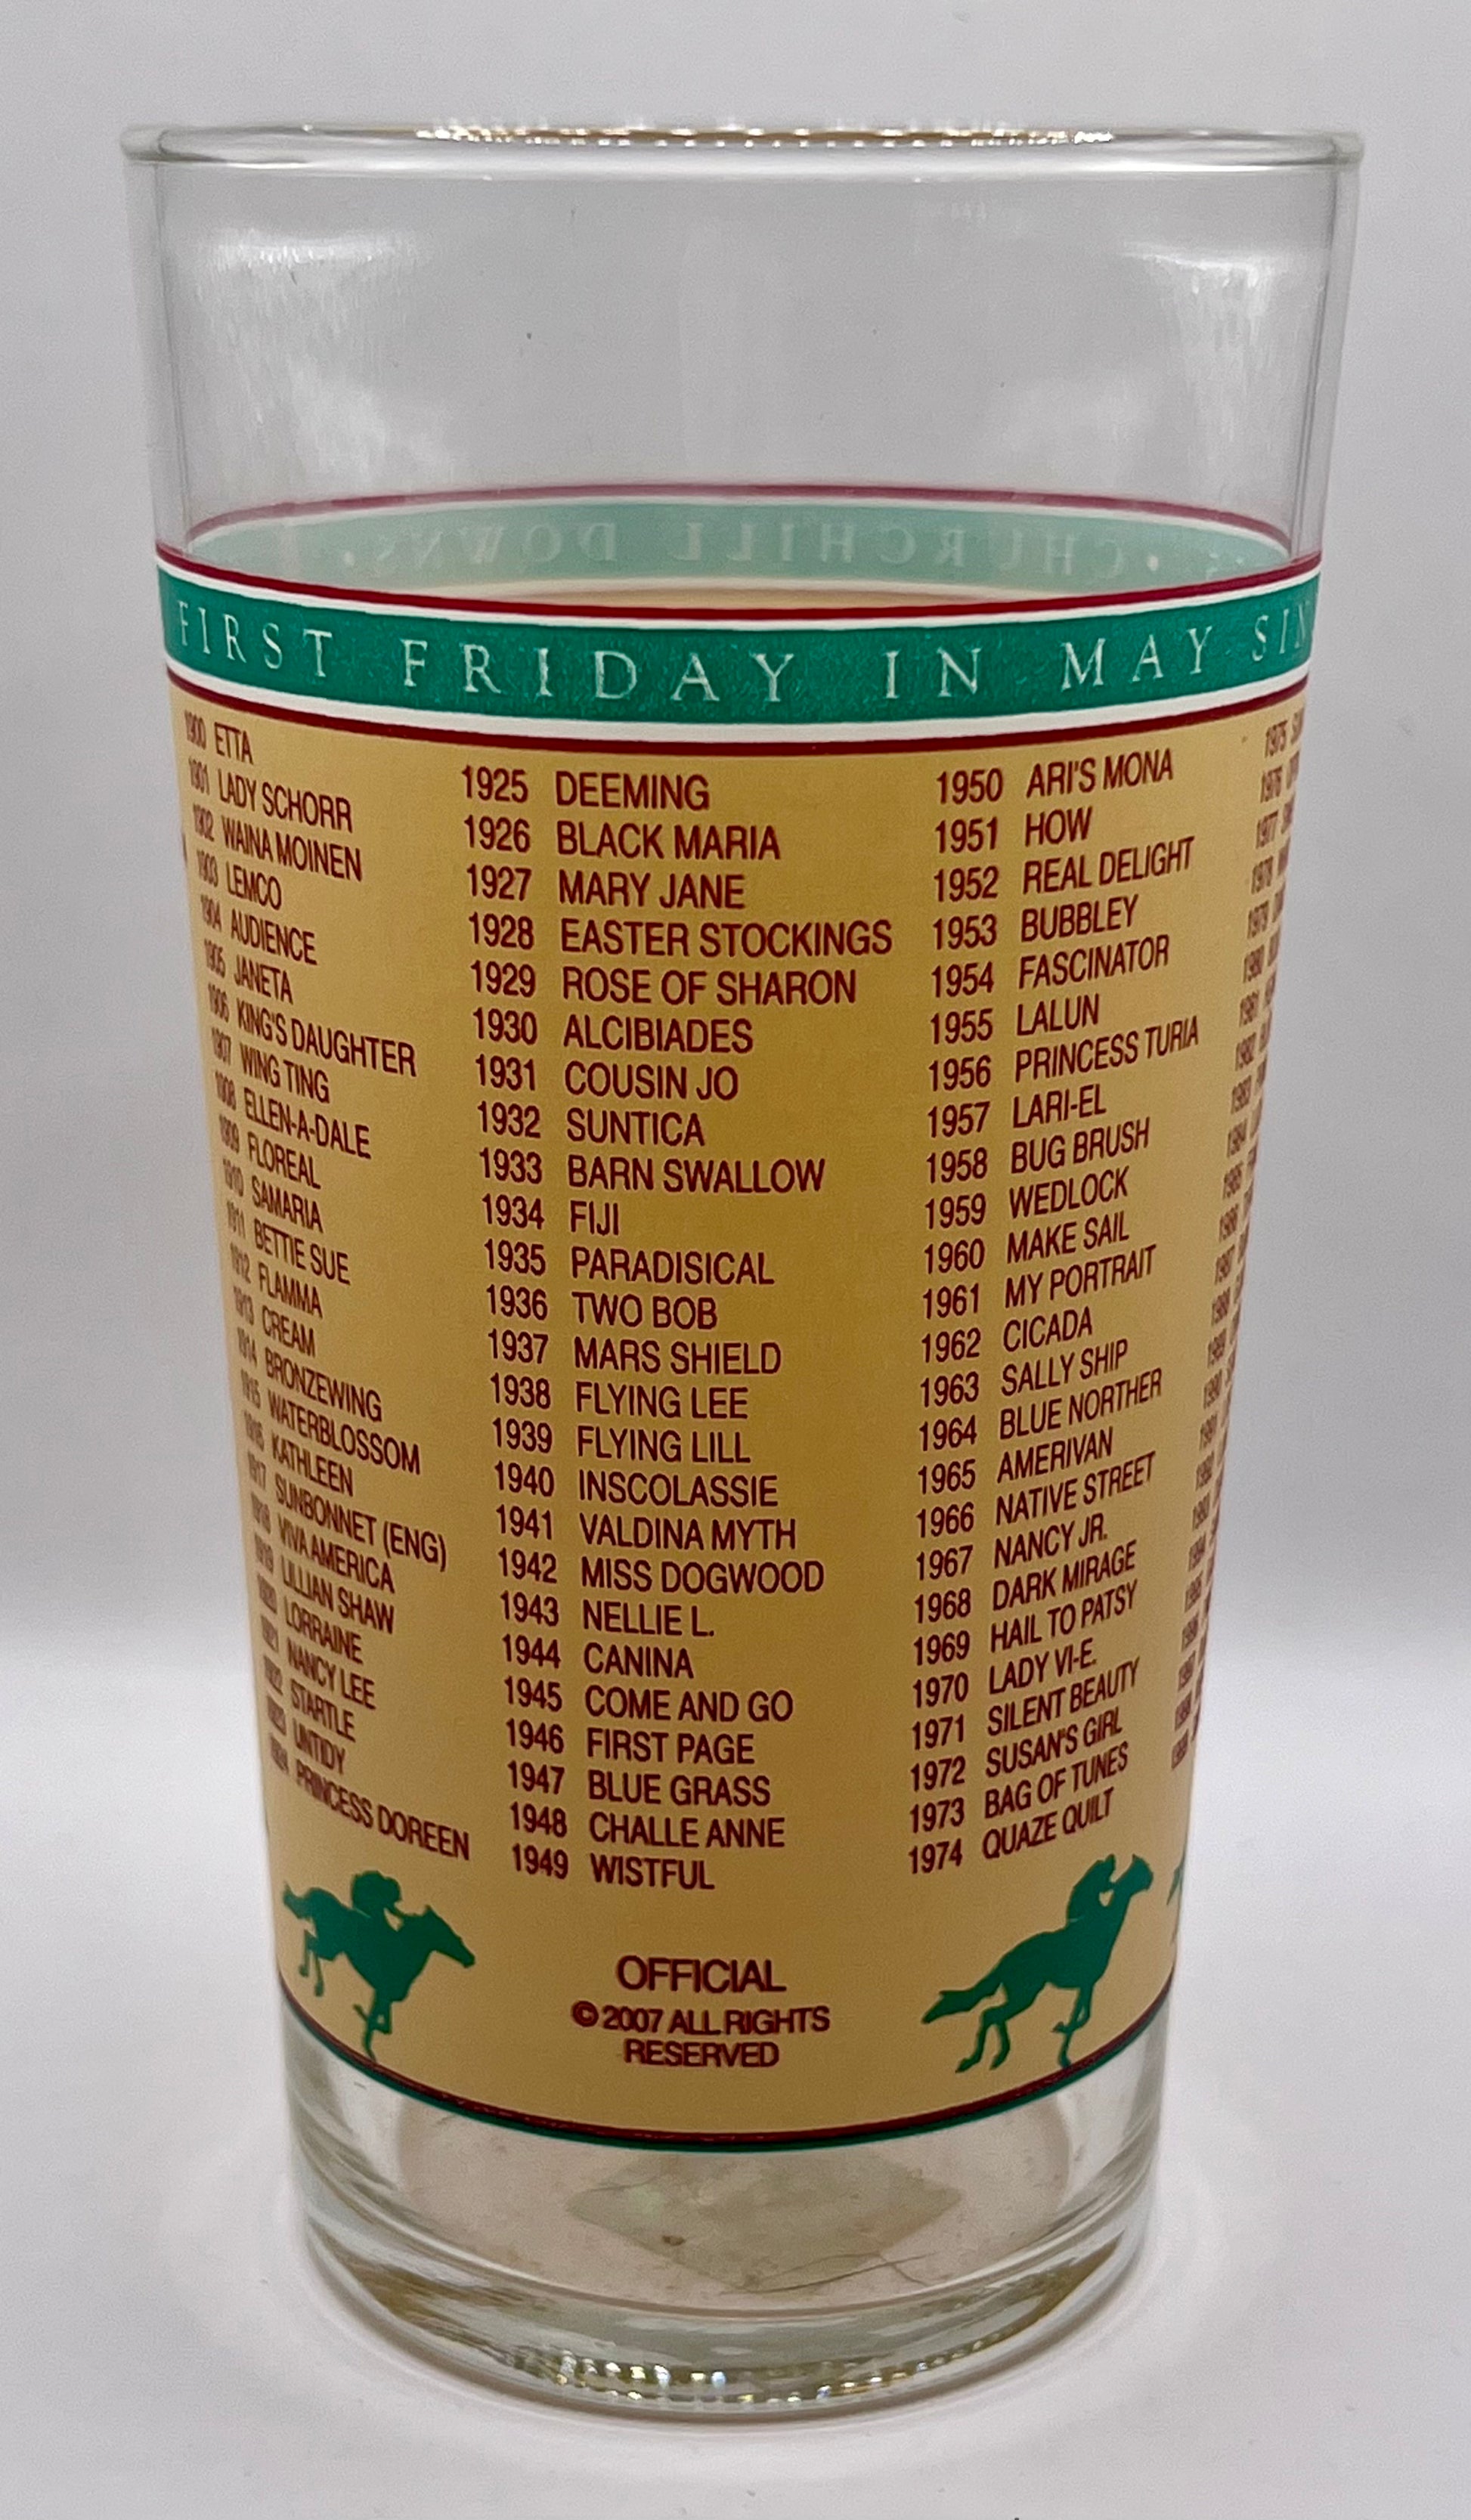 CHURCHILL DOWNS
FIRST FRIDAY IN MAY
1900 ETTA
1901 LADY SCHORR
1902 WAINA MOINEN
1903 LEMCO
1904 AUDIENCE
1905 JANETA
1906 KING'S DAUGHTER
1907 WING TING
1908 ELLEN-A-DALE
1909 FLOREAL
1910 SAMARIA
1911 BETTIE SUE
1912 FLAMMA
1913 CREAM
1914 BRONZEWING
1915 WATERBLOSSOM
1916 KATHLEEN
1917 SUNBONNET (ENG)
1918 VIVA AMERICA
1919 LILLIAN SHAW
1920 LORRAINE
1921 NANCY LEE
1922 STARTLE
1923 UNTIDY
1924 PRINCESS DOREEN
1925 DEEMING
1926 BLACK MARIA
1927 MARY JANE
1928 EASTER STOCKINGS
1929 ROSE OF SHARON
1930 ALCIBIADES
1931 COUSIN JO
1932 SUNTICA
1933 BARN SWALLOW
1934 FIJI
1935 PARADISICAL
1936 TWO BOB
1937 MARS SHIELD
1938 FLYING LEE
1939 FLYING LILL
1940 INSCOLASSIE
1941 VALDINA MYTH
1942 MISS DOGWOOD
1943 NELLIE L.
1944 CANINA
1945 COME AND GO
1946 FIRST PAGE
1947 BLUE GRASS
1948 CHALLE ANNE
1949 WISTFUL
1950 ARI'S MONA
1951 HOW
1952 REAL DELIGHT
1953 BUBBLEY
1954 FASCINATOR
1955 LALUN
1956 PRINCESS TURIA
1957 LARI-EL
1958 BUG BRUSH
1959 WEDLOCK
1960 MAKE SAIL
1961 MY PORTRAIT
1962 CICADA
1963 SALLY SHIP
1964 BLUE NORTHER
1965 AMERIVAN
1966 NATIVE STREET
1967 NANCY JR.
1968 DARK MIRAGE
1969 HAIL TO PATSY
1970 LADY VI-E.
1971 SILENT BEAUTY
1972 SUSAN'S GIRL
1973 BAG OF TUNES
1974 QUAZE QUILT
1975
1976
1977
1978
1979
1980
1981
1982
1983
1984
1985
OFFICIAL
© 2007 ALL RIGHTS
RESERVED